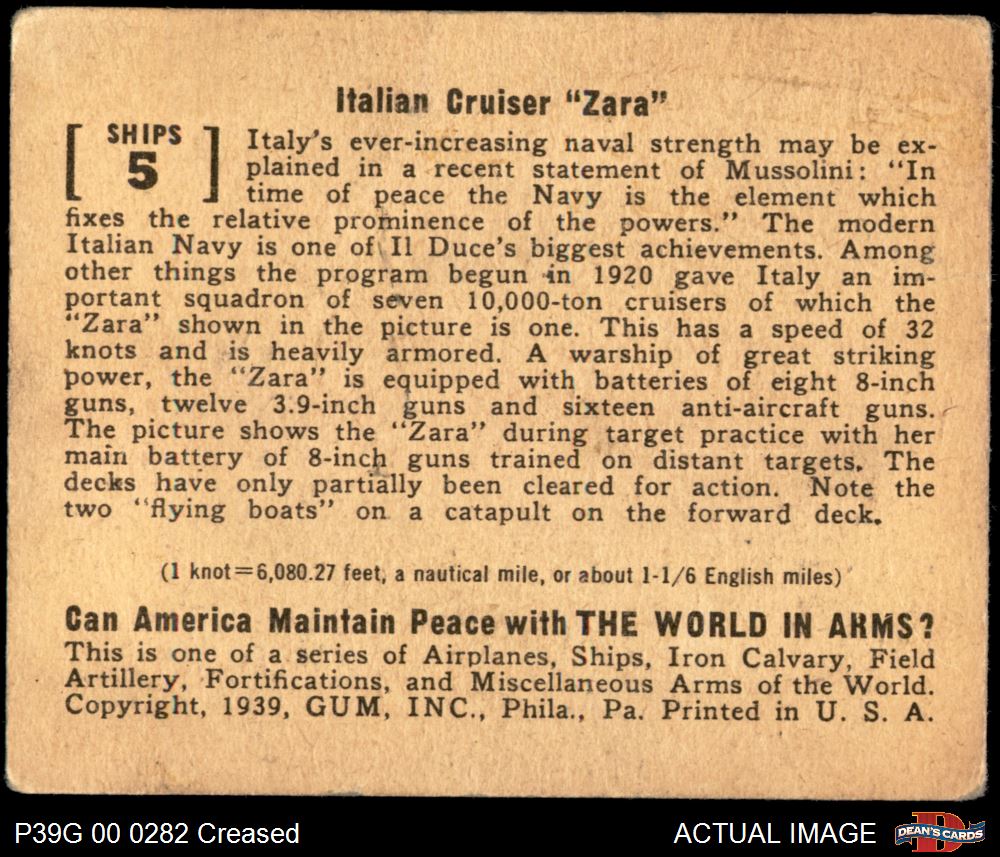 Italian Cruiser "Zara"
[ SHIPS 5 ]
Italy's ever-increasing naval strength may be ex-
plained in a recent statement of Mussolini: "In
time of peace the Navy is the element which
fixes the relative prominence of the powers." The modern
Italian Navy is one of Il Duce's biggest achievements. Among
other things the program begun in 1920 gave Italy an im-
portant squadron of seven 10,000-ton cruisers of which the
"Zara" shown in the picture is one. This has a speed of 32
knots and is heavily armored. A warship of great striking
power, the "Zara" is equipped with batteries of eight 8-inch
guns, twelve 3.9-inch guns and sixteen anti-aircraft guns.
The picture shows the "Zara" during target practice with her
main battery of 8-inch guns trained on distant targets. The
decks have only partially been cleared for action. Note the
two "flying boats" on a catapult on the forward deck.
(1 knot=6,080.27 feet, a nautical mile, or about 1-1/6 English miles)
Can America Maintain Peace with THE WORLD IN ARMS?
This is one of a series of Airplanes, Ships, Iron Calvary, Field
Artillery, Fortifications, and Miscellaneous Arms of the World.
Copyright, 1939, GUM, INC., Phila., Pa. Printed in U. S. A.
P39G 00 0282 Creased
ACTUAL IMAGE
DEAN'S CARDS